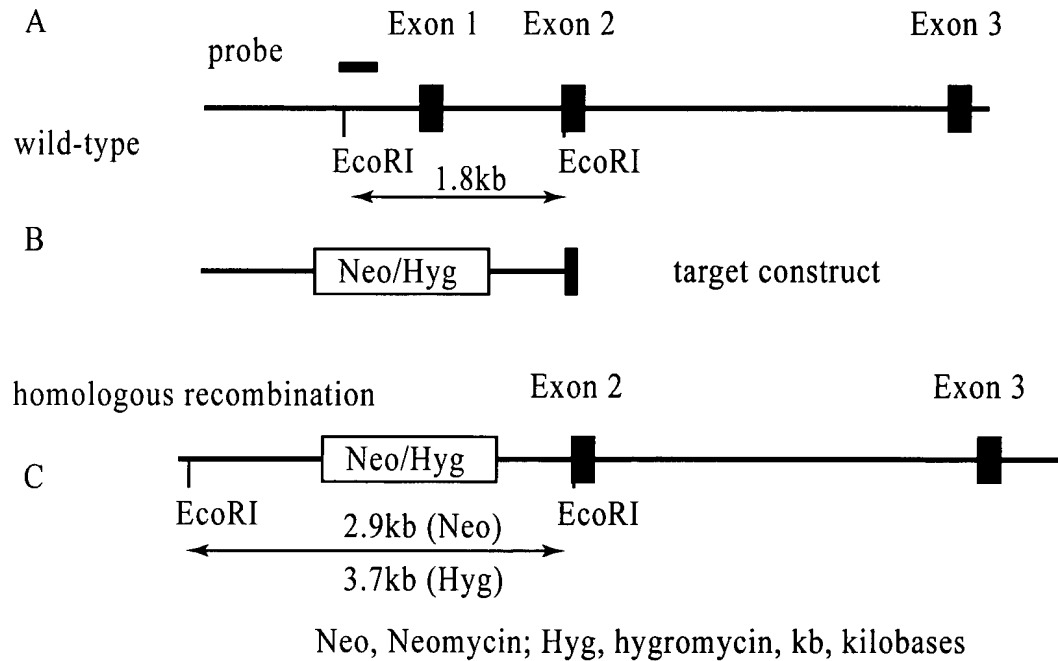 A
Exon 1 Exon 2 Exon 3
probe
wild-type
EcoRI EcoRI
1.8kb
B
Neo/Hyg target construct
homologous recombination Exon 2 Exon 3
C
Neo/Hyg
EcoRI EcoRI
2.9kb (Neo)
3.7kb (Hyg)
Neo, Neomycin; Hyg, hygromycin, kb, kilobases